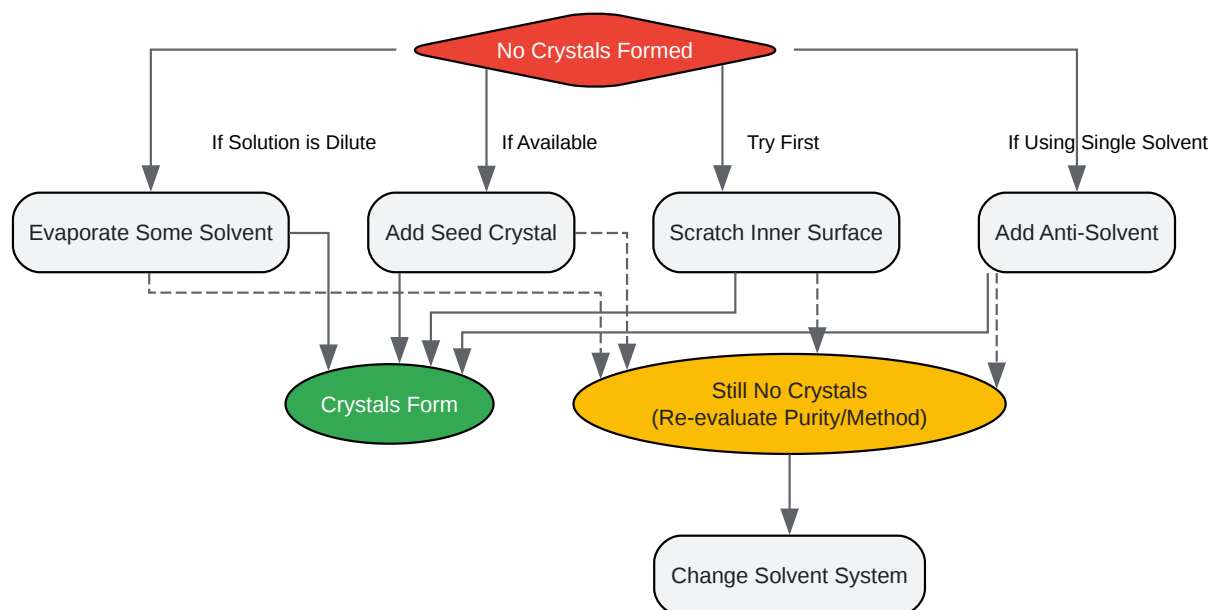 No Crystals Formed
If Solution is Dilute
If Available
Try First
If Using Single Solvent
Evaporate Some Solvent
Add Seed Crystal
Scratch Inner Surface
Add Anti-Solvent
Crystals Form
Still No Crystals
(Re-evaluate Purity/Method)
Change Solvent System